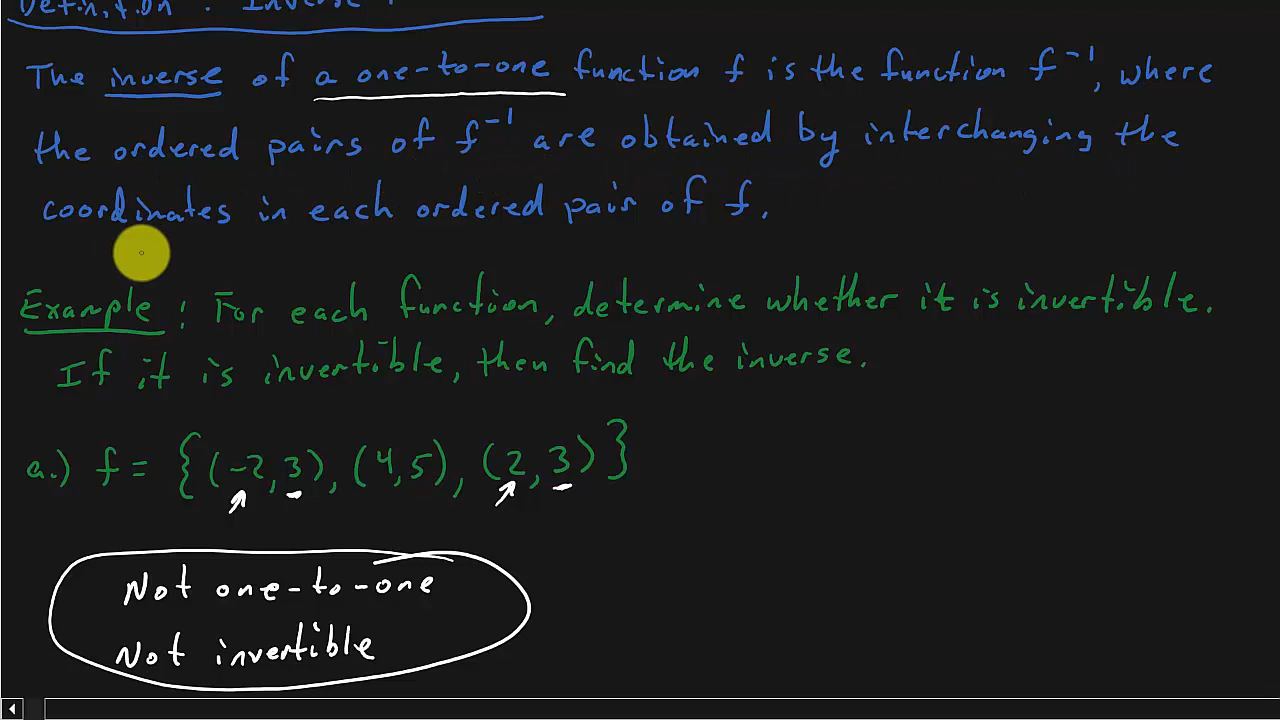 Definition : Inverse
The inverse of a one-to-one function f is the function f⁻¹, where
the ordered pairs of f⁻¹ are obtained by interchanging the
coordinates in each ordered pair of f.
Example : For each function, determine whether it is invertible.
If it is invertible, then find the inverse.
a.) f = {(-2,3), (4,5), (2,3)}
Not one-to-one
Not invertible